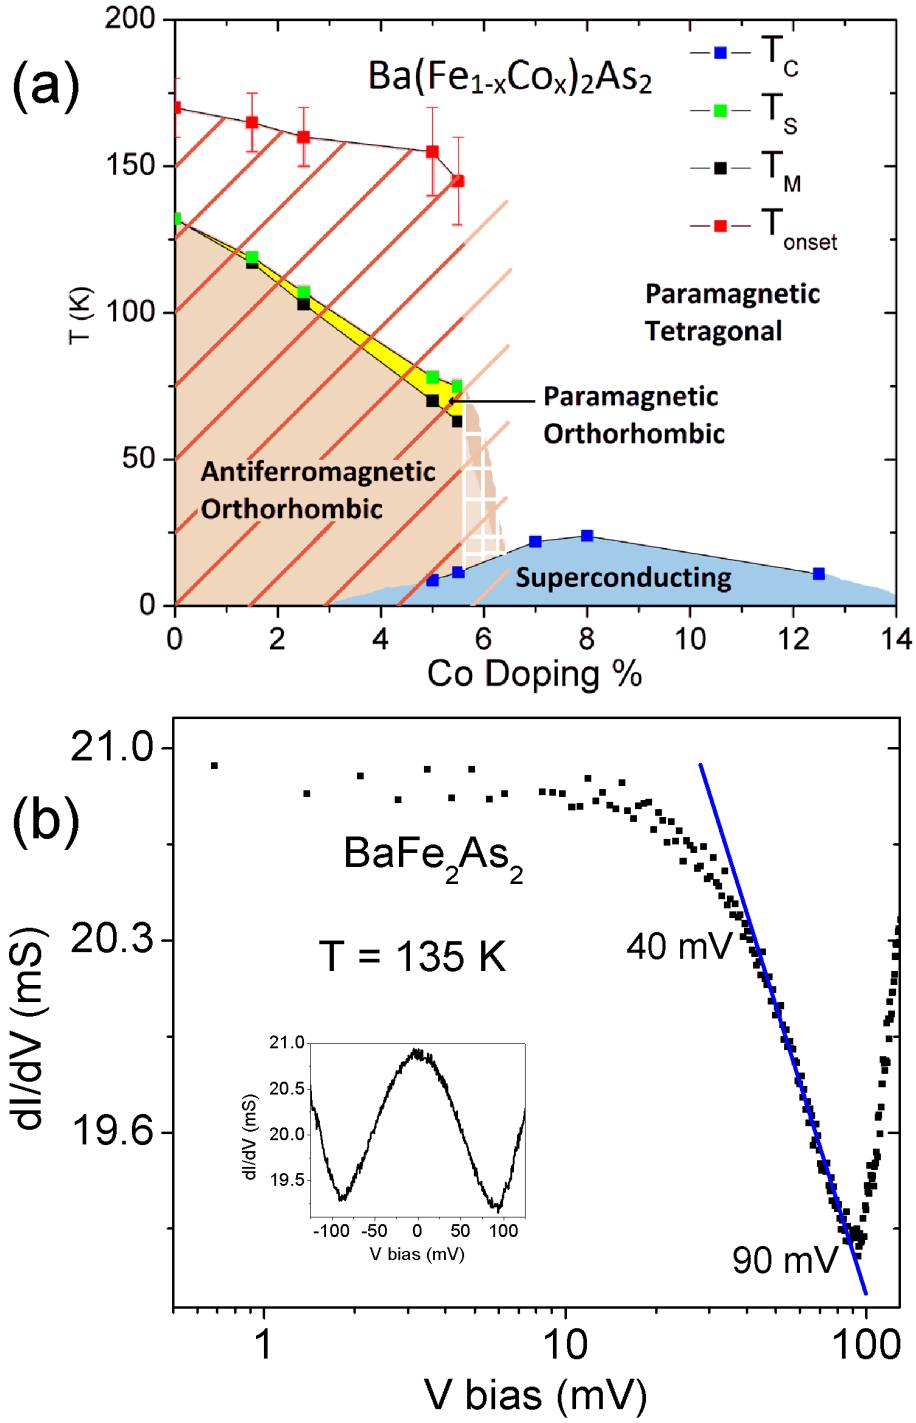 (a)
Ba(Fe1-xCox)2As2
TC
TS
TM
Tonset
200
150
100
50
0
T (K)
Paramagnetic
Tetragonal
Paramagnetic
Orthorhombic
Antiferromagnetic
Orthorhombic
Superconducting
0 2 4 6 8 10 12 14
Co Doping %
(b)
21.0
20.3
19.6
dI/dV (mS)
BaFe2As2
T = 135 K
40 mV
90 mV
21.0
20.5
20.0
19.5
dI/dV (mS)
-100 -50 0 50 100
V bias (mV)
1 10 100
V bias (mV)